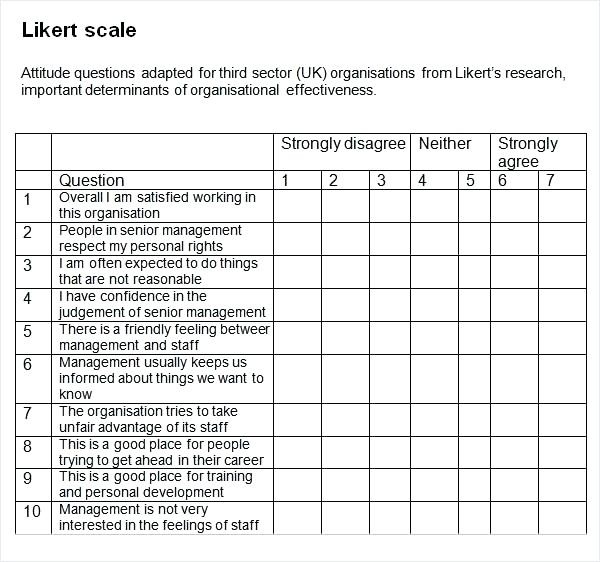 Likert scale
Attitude questions adapted for third sector (UK) organisations from Likert's research,
important determinants of organisational effectiveness.
Strongly disagree Neither Strongly
agree
Question 1 2 3 4 5 6 7
1 Overall I am satisfied working in
this organisation
2 People in senior management
respect my personal rights
3 I am often expected to do things
that are not reasonable
4 I have confidence in the
judgement of senior management
5 There is a friendly feeling between
management and staff
6 Management usually keeps us
informed about things we want to
know
7 The organisation tries to take
unfair advantage of its staff
8 This is a good place for people
trying to get ahead in their career
9 This is a good place for training
and personal development
10 Management is not very
interested in the feelings of staff